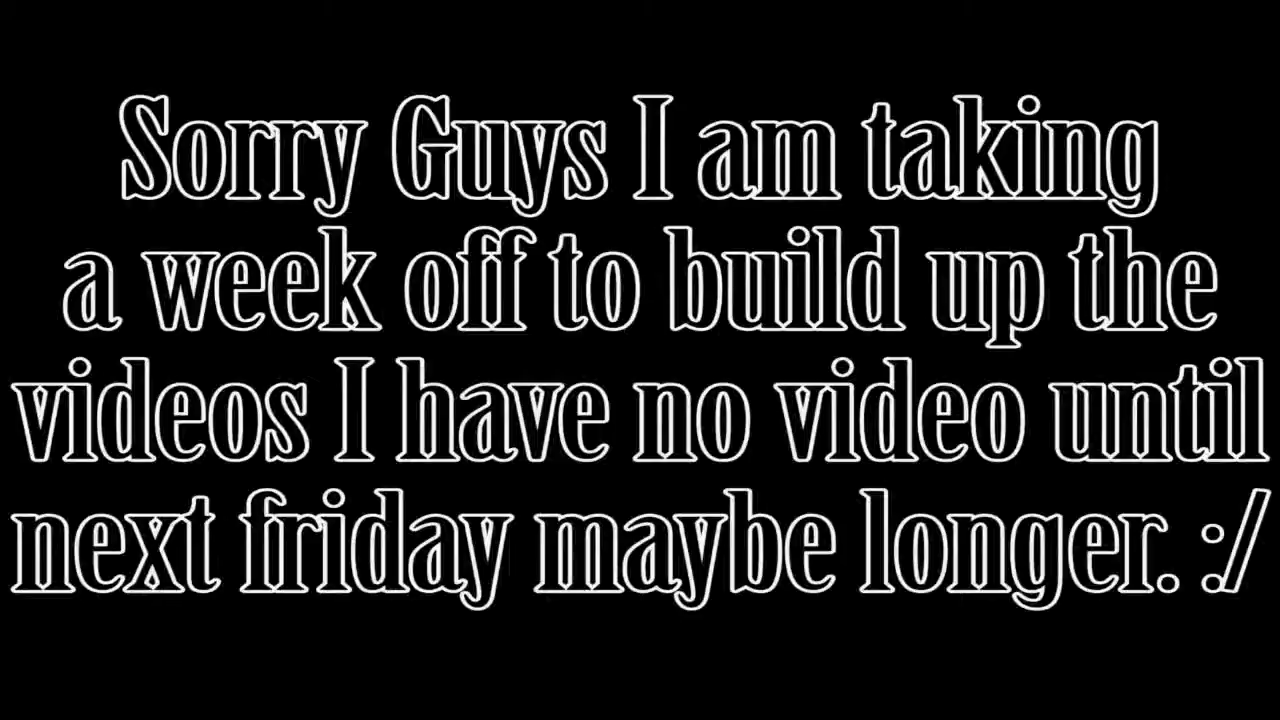 Sorry Guys I am taking
a week off to build up the
videos I have no video until
next friday maybe longer. :/